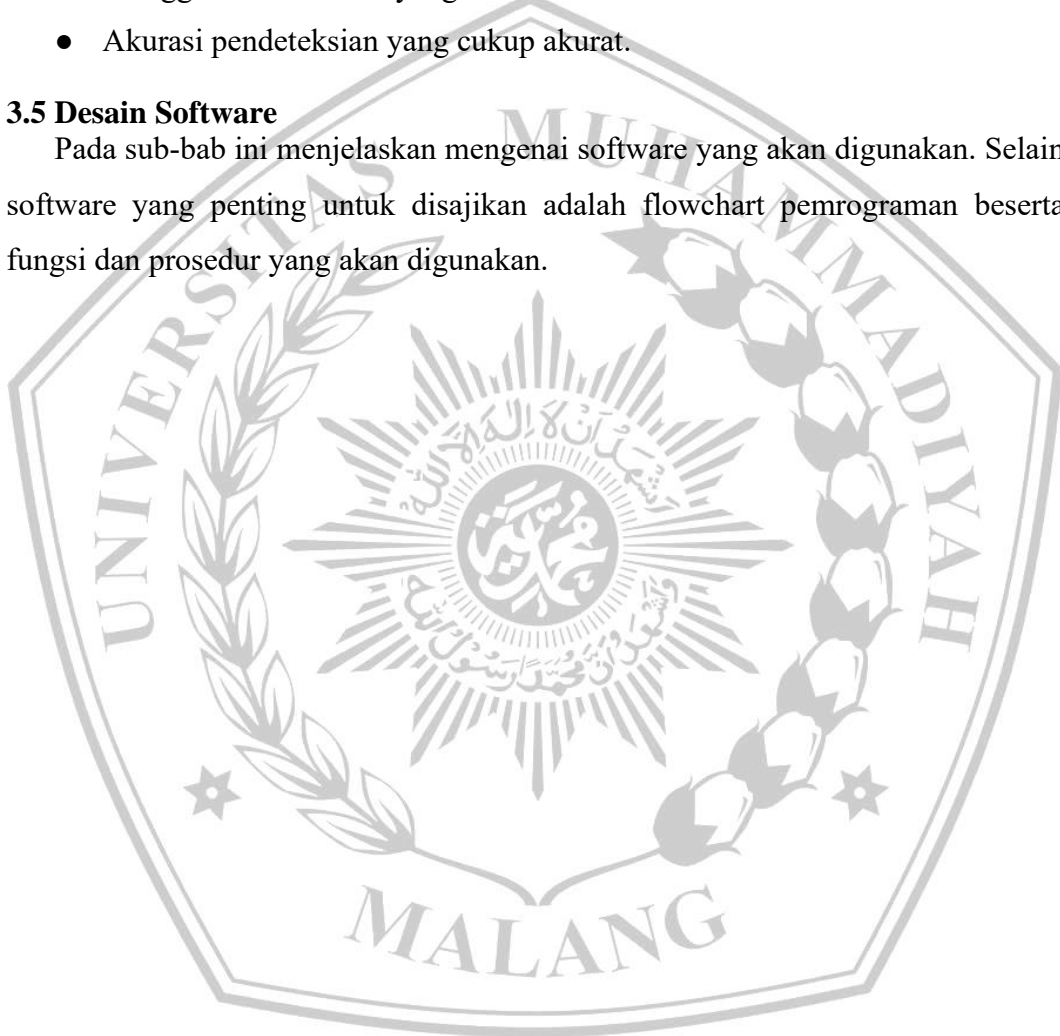 ● Akurasi pendeteksian yang cukup akurat.
3.5 Desain Software
Pada sub-bab ini menjelaskan mengenai software yang akan digunakan. Selain
software yang penting untuk disajikan adalah flowchart pemrograman beserta
fungsi dan prosedur yang akan digunakan.
UNIVERSITAS MUHAMMADIYAH
MALANG